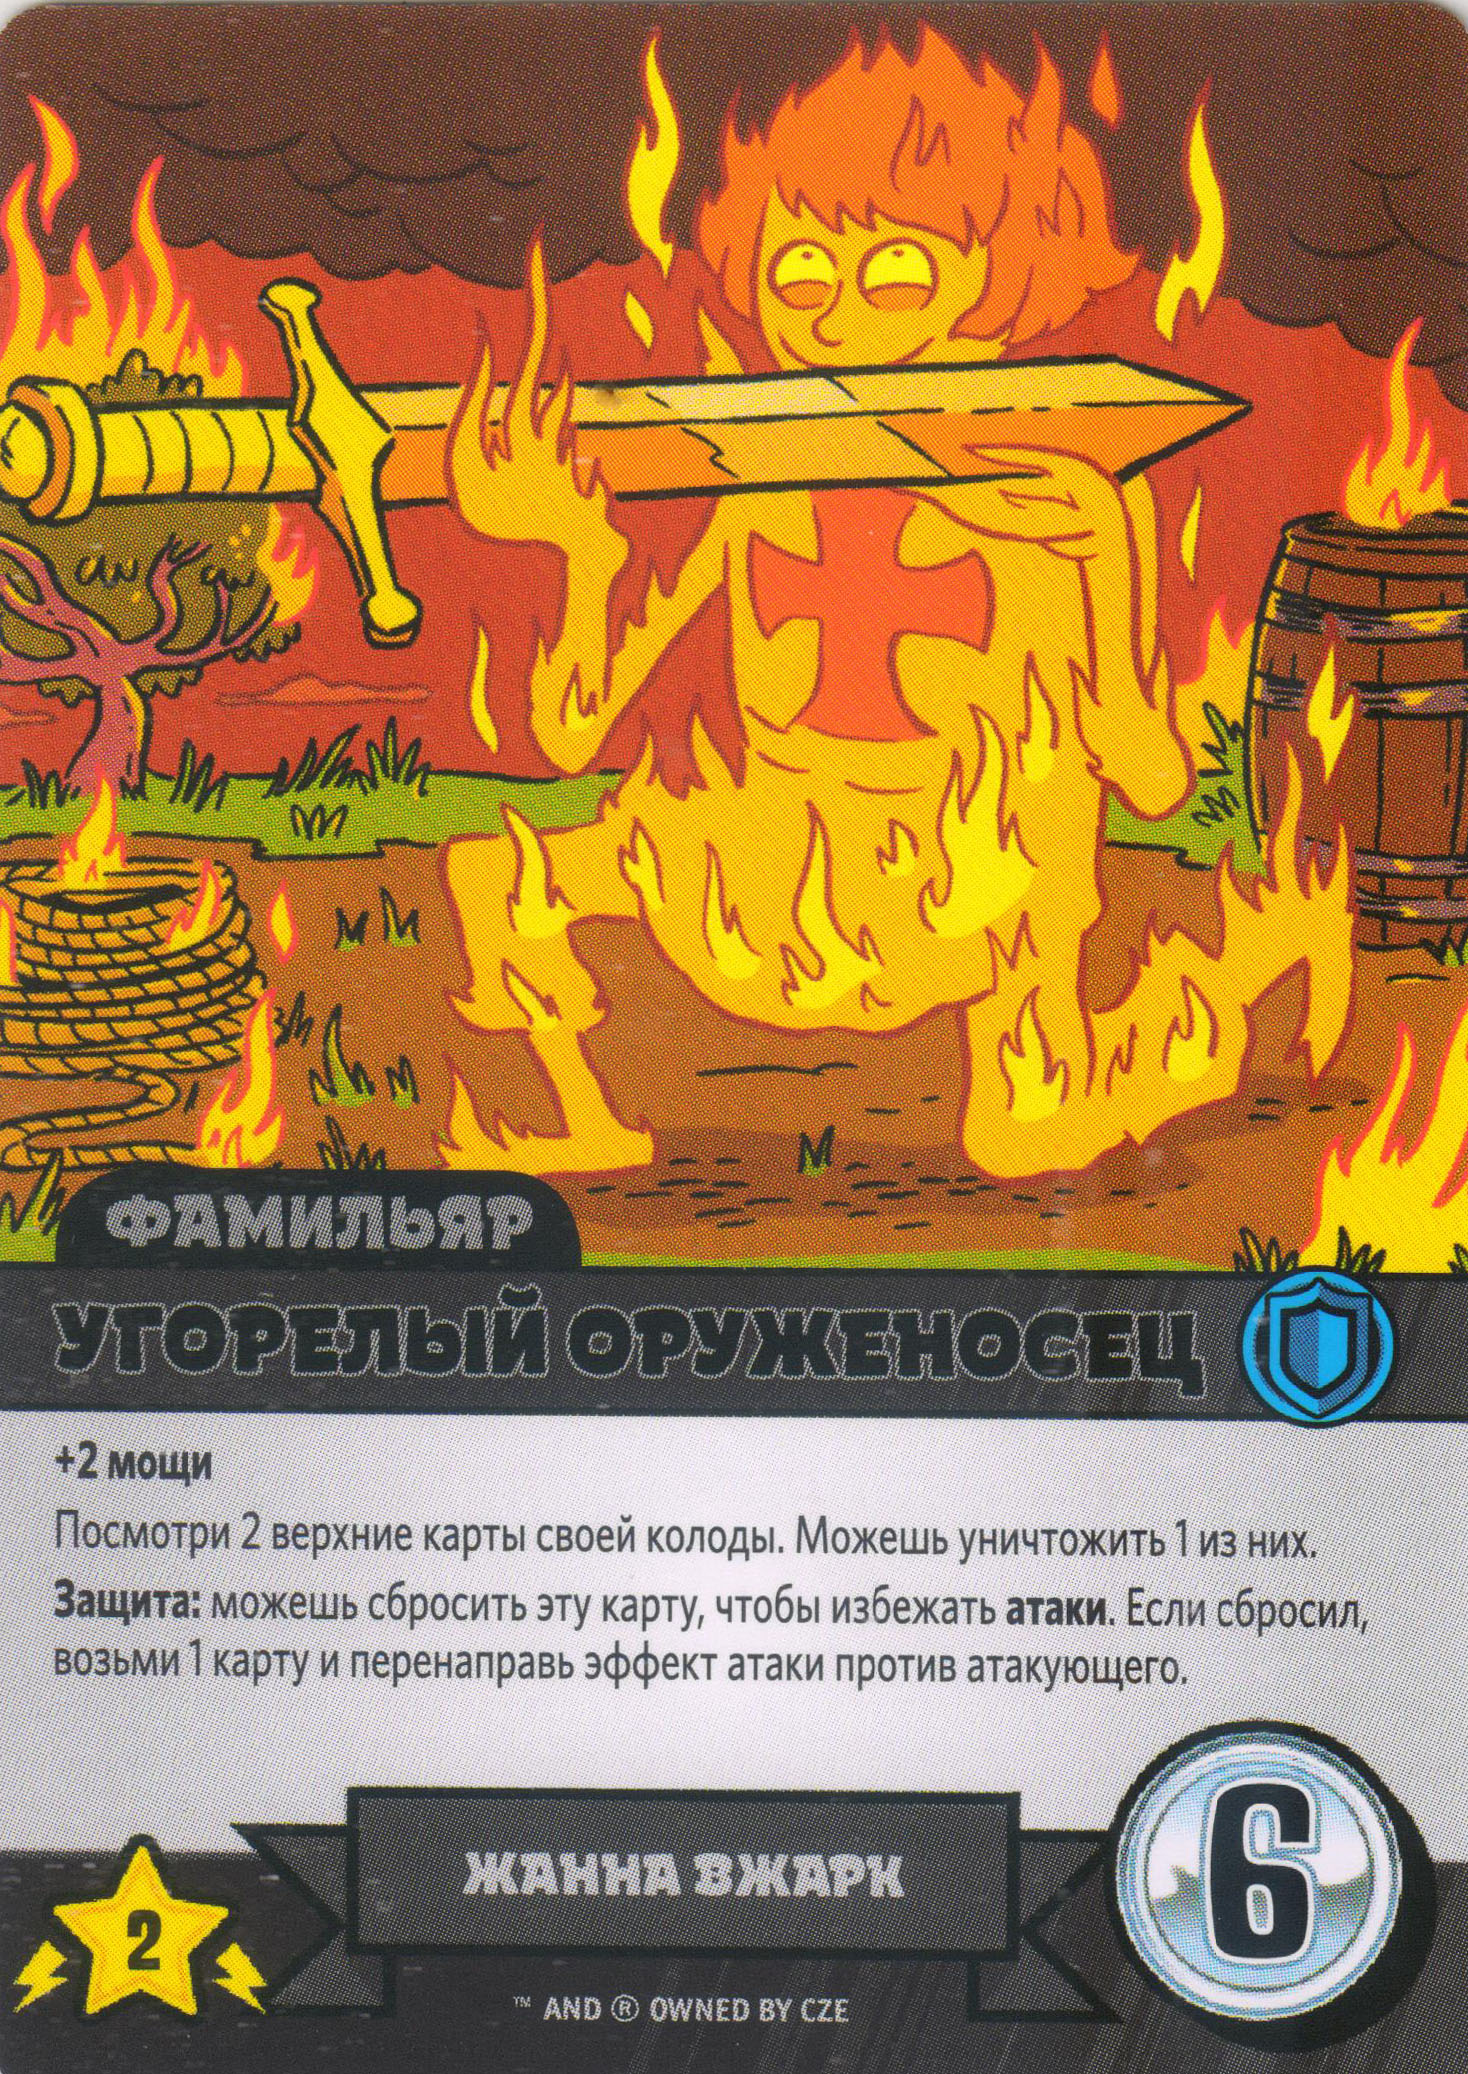 ФАМИЛЬЯР
УГОРЕЛЫЙ ОРУЖЕНОСЕЦ
+2 мощи
Посмотри 2 верхние карты своей колоды. Можешь уничтожить 1 из них.
Защита: можешь сбросить эту карту, чтобы избежать атаки. Если сбросил,
возьми 1 карту и перенаправь эффект атаки против атакующего.
6
ЖАННА ВЖАРК
2
™ AND ® OWNED BY CZE